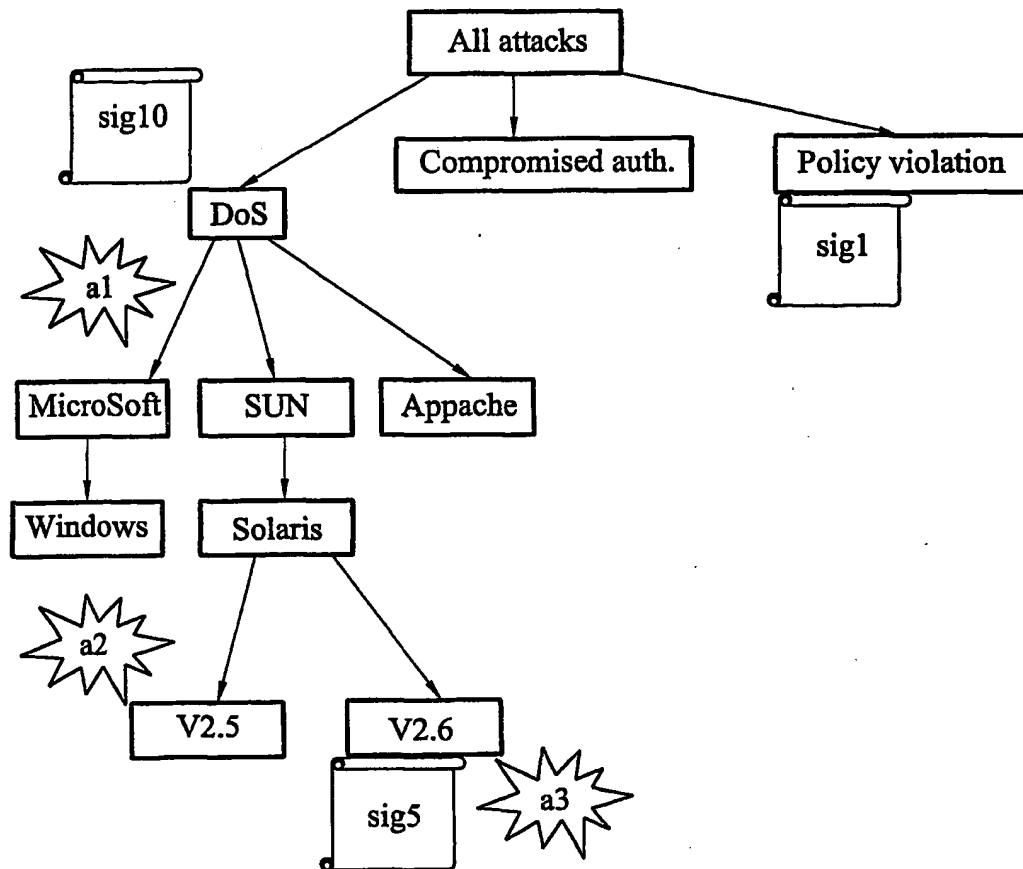 All attacks
sig10
Compromised auth.
Policy violation
DoS
sig1
a1
MicroSoft
SUN
Appache
Windows
Solaris
a2
V2.5
V2.6
sig5
a3